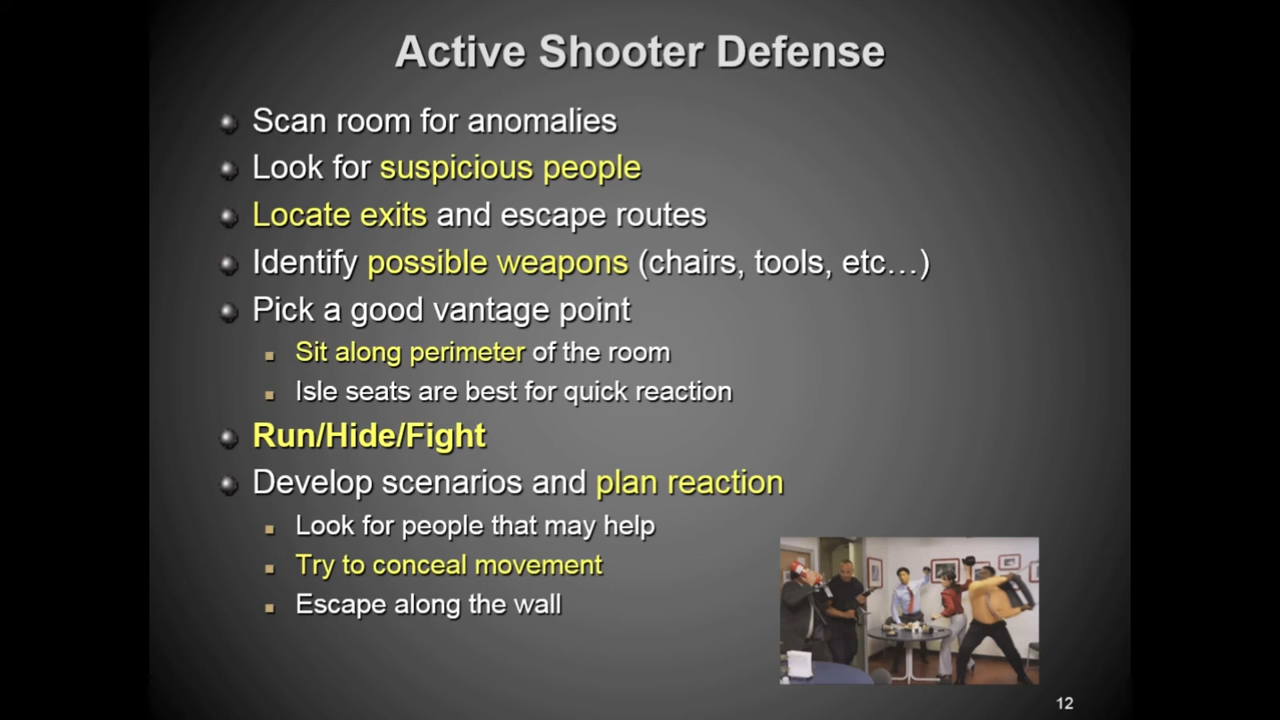 Active Shooter Defense
Scan room for anomalies
Look for suspicious people
Locate exits and escape routes
Identify possible weapons (chairs, tools, etc…)
Pick a good vantage point
Sit along perimeter of the room
Isle seats are best for quick reaction
Run/Hide/Fight
Develop scenarios and plan reaction
Look for people that may help
Try to conceal movement
Escape along the wall
12